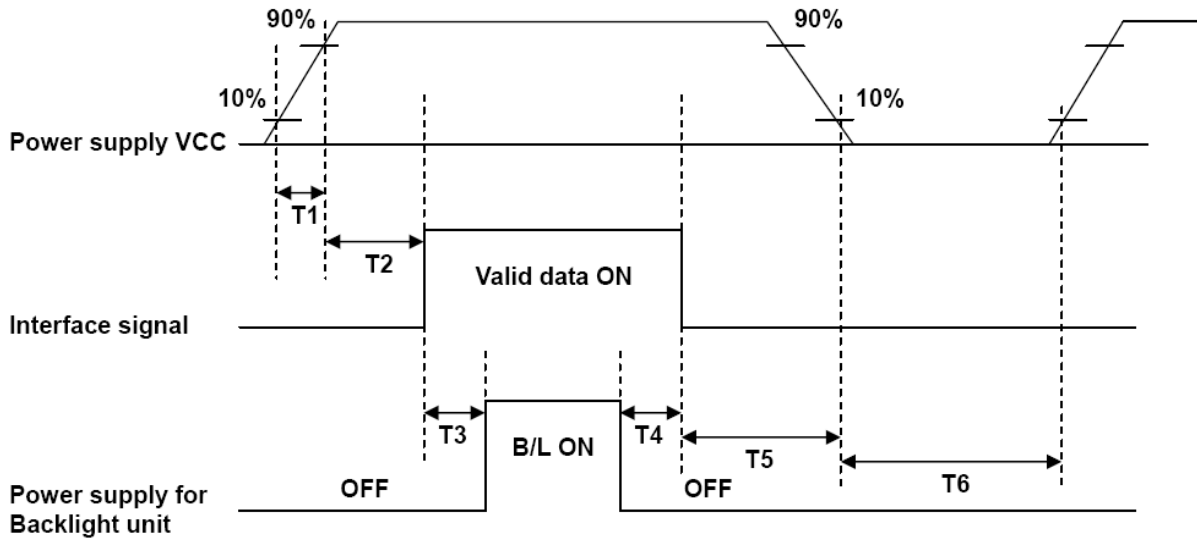 90%
90%
10%
10%
Power supply VCC
T1
T2
Valid data ON
Interface signal
T3
T4
B/L ON
T5
T6
OFF
OFF
Power supply for
Backlight unit